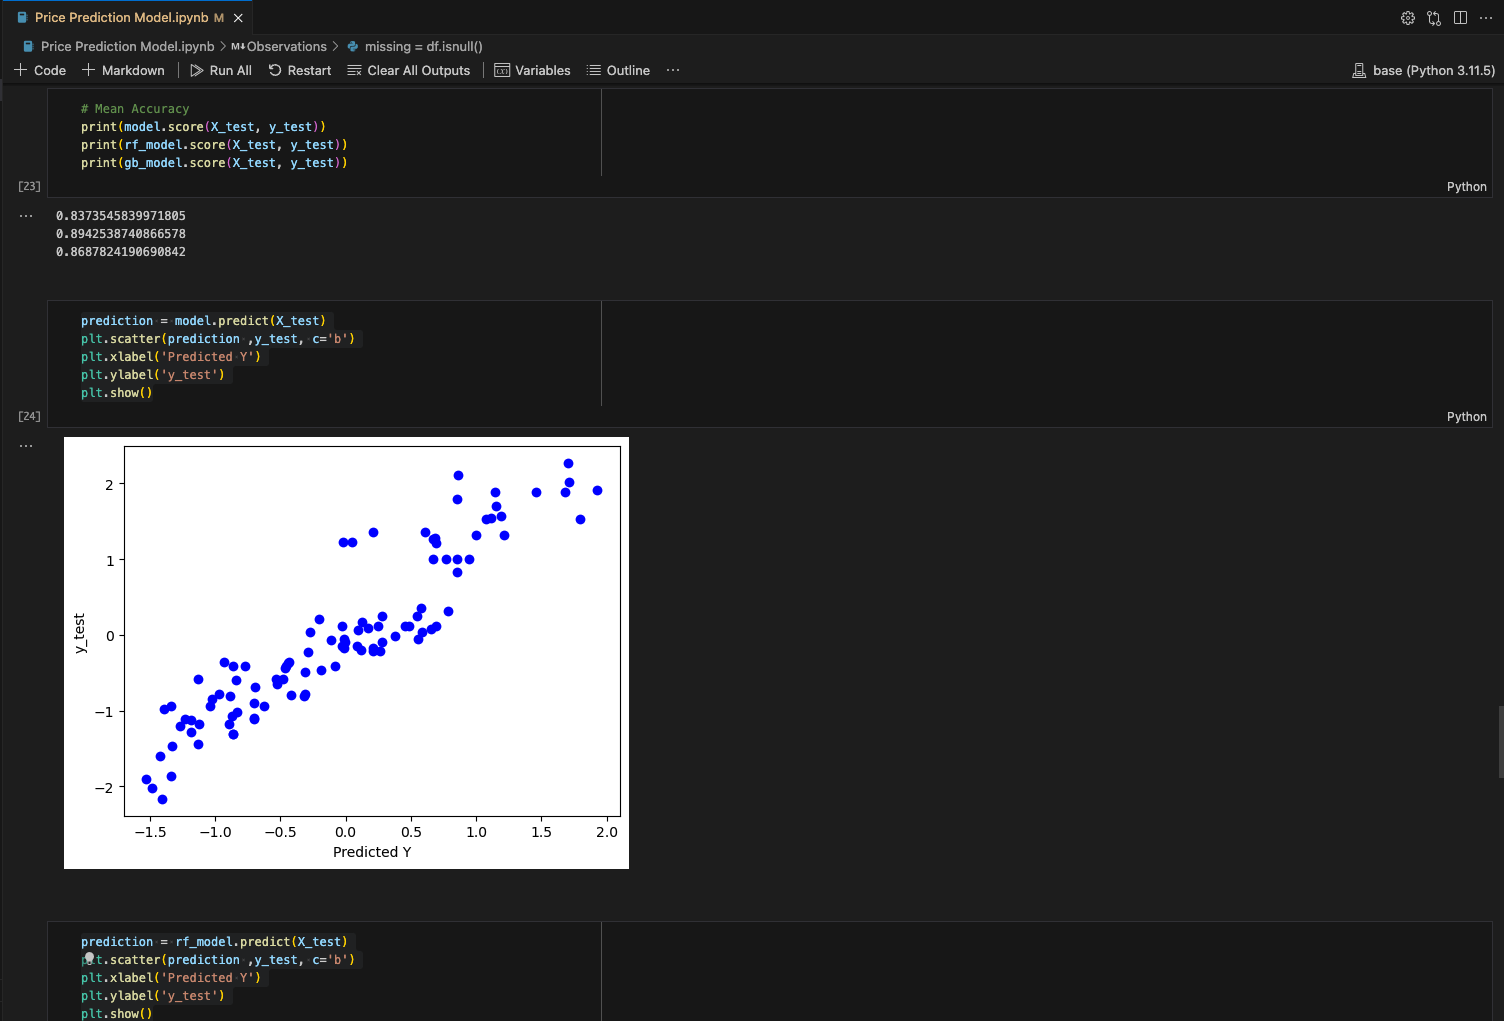 Price Prediction Model.ipynb M
Price Prediction Model.ipynb > M↓Observations > missing = df.isnull()
+ Code + Markdown Run All Restart Clear All Outputs Variables Outline ... base (Python 3.11.5)
# Mean Accuracy
print(model.score(X_test, y_test))
print(rf_model.score(X_test, y_test))
print(gb_model.score(X_test, y_test))
[23]
Python
0.8373545839971805
0.8942538740866578
0.8687824190690842
prediction = model.predict(X_test)
plt.scatter(prediction ,y_test, c='b')
plt.xlabel('Predicted Y')
plt.ylabel('y_test')
plt.show()
[24]
Python
2
1
0
−1
−2
y_test
−1.5 −1.0 −0.5 0.0 0.5 1.0 1.5 2.0
Predicted Y
prediction = rf_model.predict(X_test)
plt.scatter(prediction ,y_test, c='b')
plt.xlabel('Predicted Y')
plt.ylabel('y_test')
plt.show()